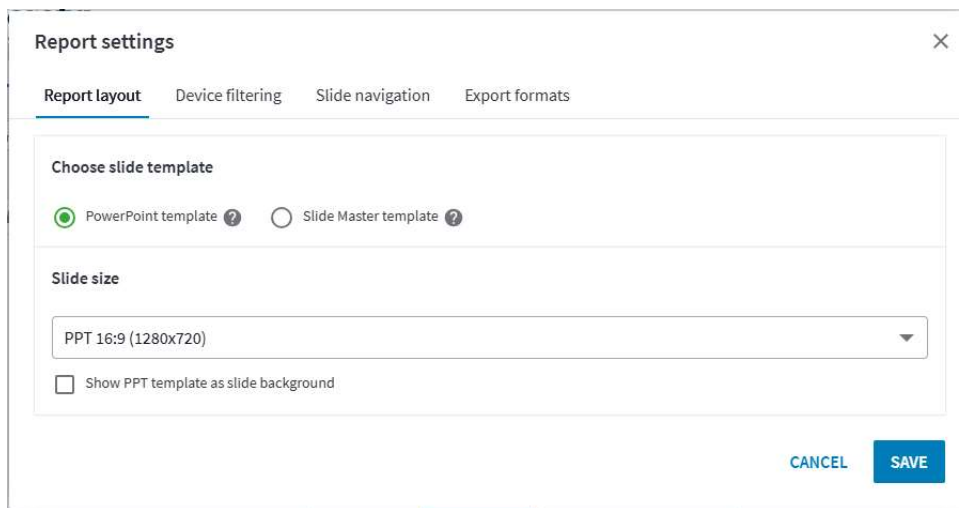 Report settings
Report layout Device filtering Slide navigation Export formats
Choose slide template
PowerPoint template ? Slide Master template ?
Slide size
PPT 16:9 (1280x720)
Show PPT template as slide background
CANCEL SAVE